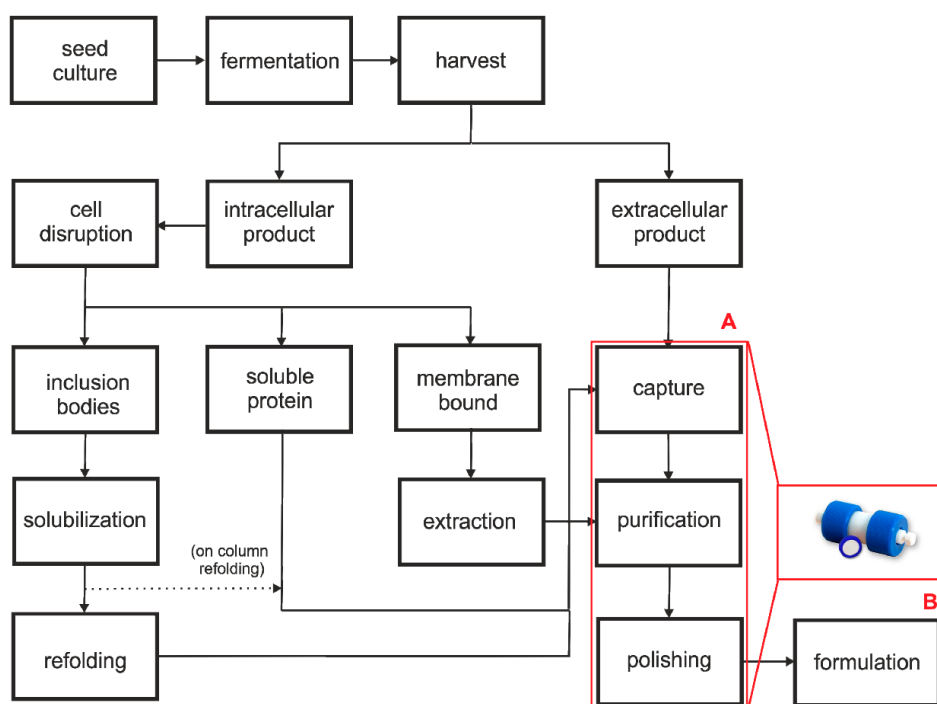 seed
culture
fermentation
harvest
cell
disruption
intracellular
product
extracellular
product
A
inclusion
bodies
soluble
protein
membrane
bound
capture
solubilization
extraction
purification
(on column
refolding)
B
refolding
polishing
formulation